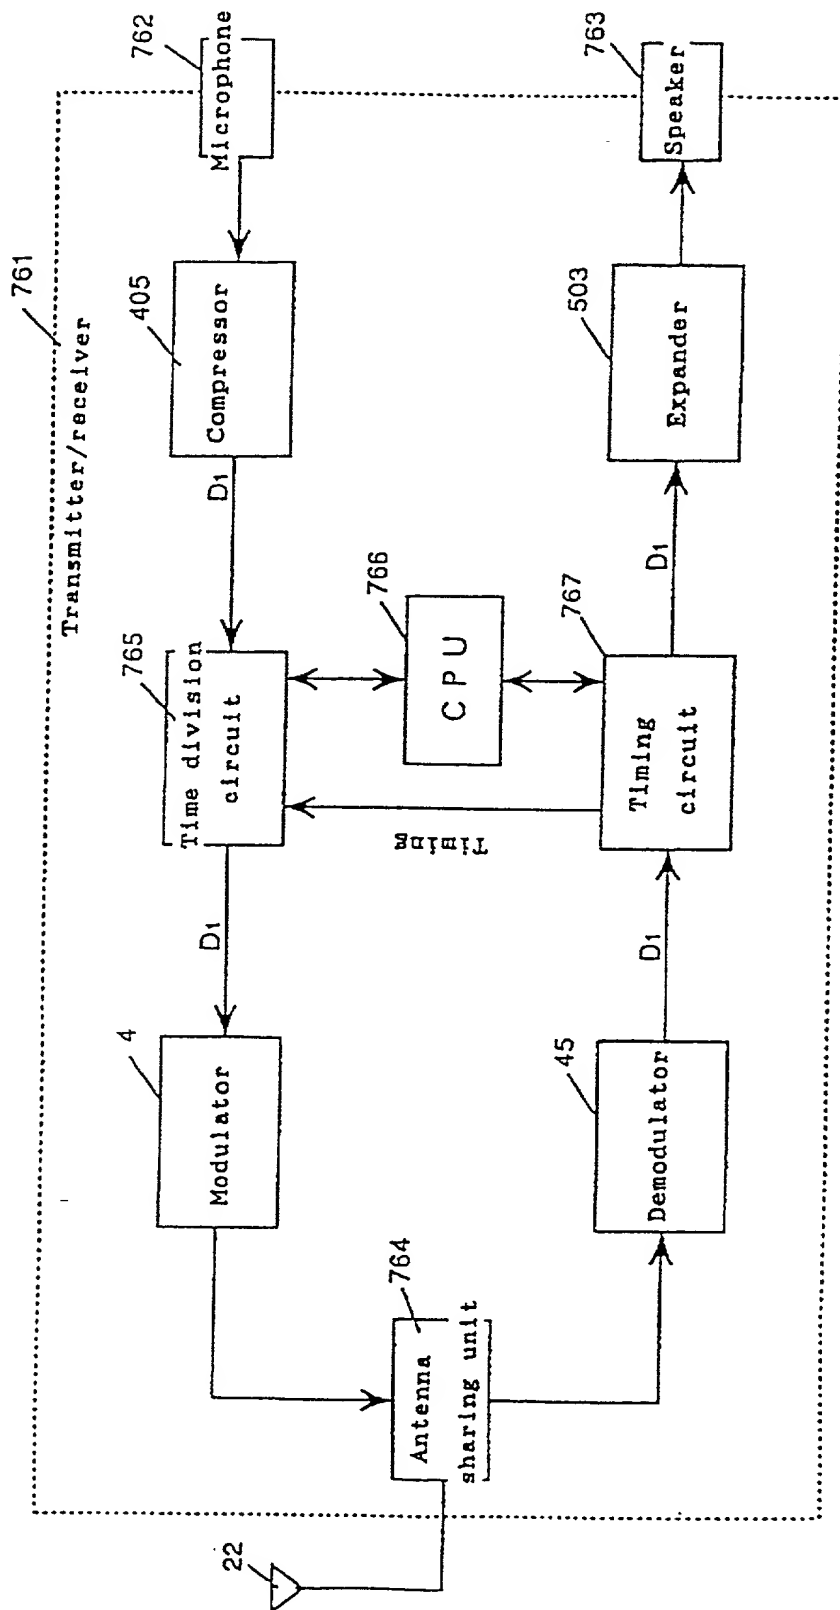 761
Transmitter/receiver
22
764
Antenna
sharing unit
4
Modulator
D1
765
Time division
circuit
D1
405
Compressor
762
Microphone
Timing
766
CPU
45
Demodulator
D1
767
Timing
circuit
D1
503
Expander
763
Speaker